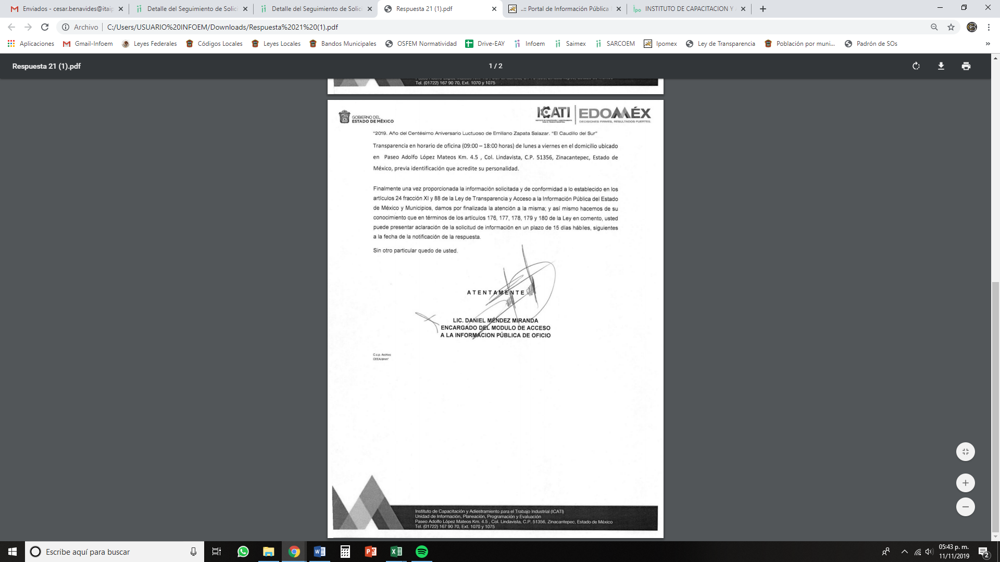 Enviados - cesar.benavides@itaip
Detalle del Seguimiento de Solici
Detalle del Seguimiento de Solici
Respuesta 21 (1).pdf
..:: Portal de Información Pública
ipo INSTITUTO DE CAPACITACION Y
Archivo C:/Users/USUARIO%20INFOEM/Downloads/Respuesta%2021%20(1).pdf
Aplicaciones Gmail-Infoem Leyes Federales Códigos Locales Leyes Locales Bandos Municipales OSFEM Normatividad Drive-EAY Infoem Saimex SARCOEM Ipomex Ley de Transparencia Población por muni... Padrón de SOs »
Respuesta 21 (1).pdf 1 / 2
Tel. (01722) 167 90 70, Ext. 1070 y 1075
GOBIERNO DEL
ESTADO DE MÉXICO
ICATI
INSTITUTO DE CAPACITACIÓN Y ADIESTRAMIENTO
PARA EL TRABAJO INDUSTRIAL
EDOMÉX
DECISIONES FIRMES, RESULTADOS FUERTES.
"2019. Año del Centésimo Aniversario Luctuoso de Emiliano Zapata Salazar. "El Caudillo del Sur"
Transparencia en horario de oficina (09:00 – 18:00 horas) de lunes a viernes en el domicilio ubicado
en Paseo Adolfo López Mateos Km. 4.5 , Col. Lindavista, C.P. 51356, Zinacantepec, Estado de
México, previa identificación que acredite su personalidad.
Finalmente una vez proporcionada la información solicitada y de conformidad a lo establecido en los
artículos 24 fracción XI y 88 de la Ley de Transparencia y Acceso a la Información Pública del Estado
de México y Municipios, damos por finalizada la atención a la misma; y así mismo hacemos de su
conocimiento que en términos de los artículos 176, 177, 178, 179 y 180 de la Ley en comento, usted
puede presentar aclaración de la solicitud de información en un plazo de 15 días hábiles, siguientes
a la fecha de la notificación de la respuesta.
Sin otro particular quedo de usted.
A T E N T A M E N T E
LIC. DANIEL MÉNDEZ MIRANDA
ENCARGADO DEL MODULO DE ACCESO
A LA INFORMACION PÚBLICA DE OFICIO
C.c.p. Archivo
CEEA/dmm*
Instituto de Capacitación y Adiestramiento para el Trabajo Industrial (ICATI)
Unidad de Información, Planeación, Programación y Evaluación
Paseo Adolfo López Mateos Km. 4.5 , Col. Lindavista, C.P. 51356, Zinacantepec, Estado de México
Tel. (01722) 167 90 70, Ext. 1070 y 1075
Escribe aquí para buscar
05:43 p. m.
11/11/2019
2